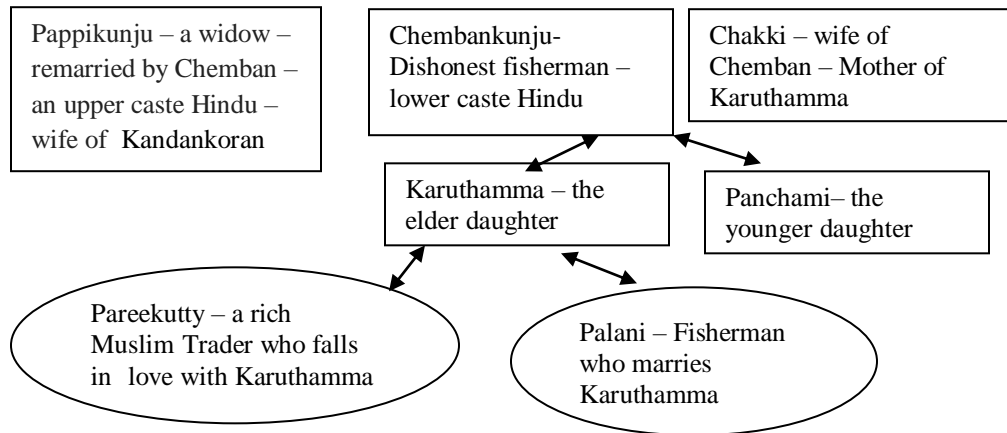 Pappikunju – a widow –
remarried by Chemban –
an upper caste Hindu –
wife of Kandankoran
Chembankunju-
Dishonest fisherman –
lower caste Hindu
Chakki – wife of
Chemban – Mother of
Karuthamma
Karuthamma – the
elder daughter
Panchami– the
younger daughter
Pareekutty – a rich
Muslim Trader who falls
in love with Karuthamma
Palani – Fisherman
who marries
Karuthamma